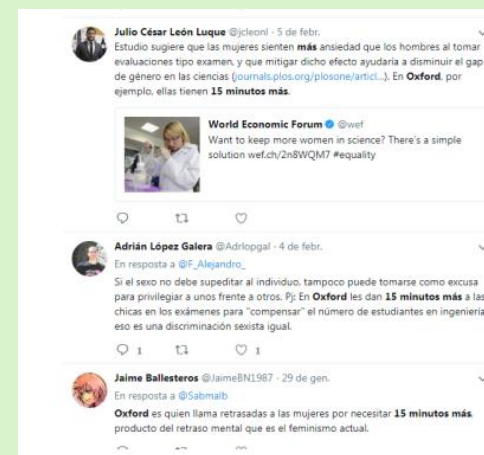 Julio César León Luque @jcleonl · 5 de febr.
Estudio sugiere que las mujeres sienten más ansiedad que los hombres al tomar
evaluaciones tipo examen, y que mitigar dicho efecto ayudaría a disminuir el gap
de género en las ciencias (journals.plos.org/plosone/articl...). En Oxford, por
ejemplo, ellas tienen 15 minutos más.
World Economic Forum @wef
Want to keep more women in science? There's a simple
solution wef.ch/2n8WQM7 #equality
Adrián López Galera @Adrlopgal · 4 de febr.
En resposta a @F_Alejandro_
Si el sexo no debe supeditar al individuo, tampoco puede tomarse como excusa
para privilegiar a unos frente a otros. Pj: En Oxford les dan 15 minutos más a las
chicas en los exámenes para "compensar" el número de estudiantes en ingeniería
eso es una discriminación sexista igual.
1 1
Jaime Ballesteros @JaimeBN1987 · 29 de gen.
En resposta a @Sabmalb
Oxford es quien llama retrasadas a las mujeres por necesitar 15 minutos más,
producto del retraso mental que es el feminismo actual.